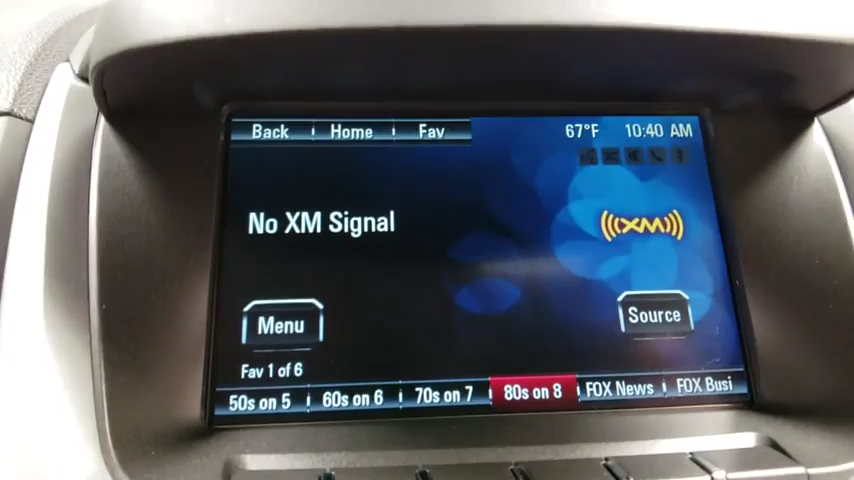 Back Home Fav 67°F 10:40 AM
No XM Signal
(((XM)))
Menu
Source
Fav 1 of 6
50s on 5 60s on 6 70s on 7 80s on 8 FOX News FOX Busi